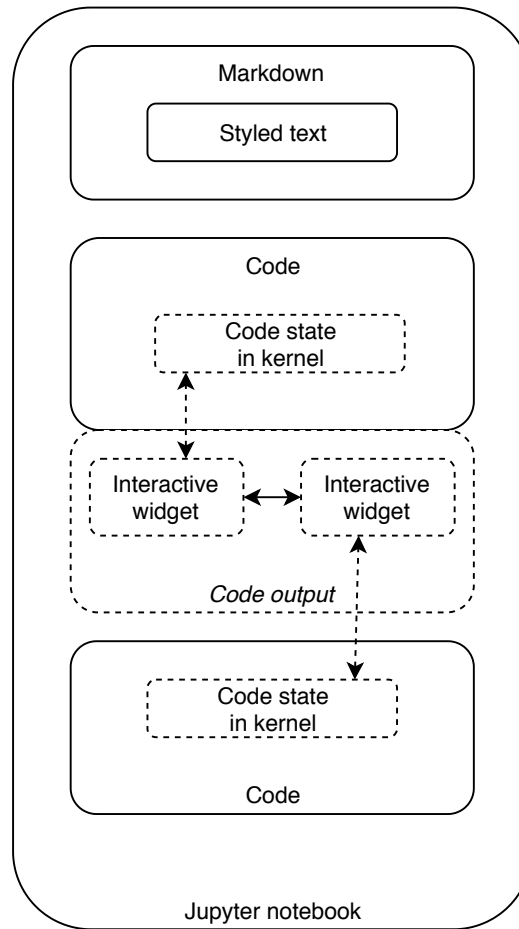 Markdown
Styled text
Code
Code state
in kernel
Interactive
widget
Interactive
widget
Code output
Code state
in kernel
Code
Jupyter notebook